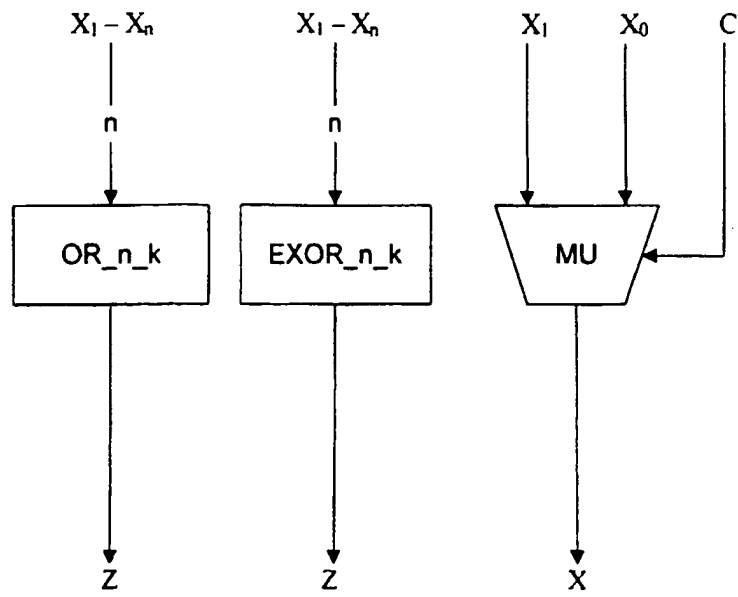 X₁ – Xₙ X₁ – Xₙ X₁ X₀ C
n n
OR_n_k EXOR_n_k MU
Z Z X